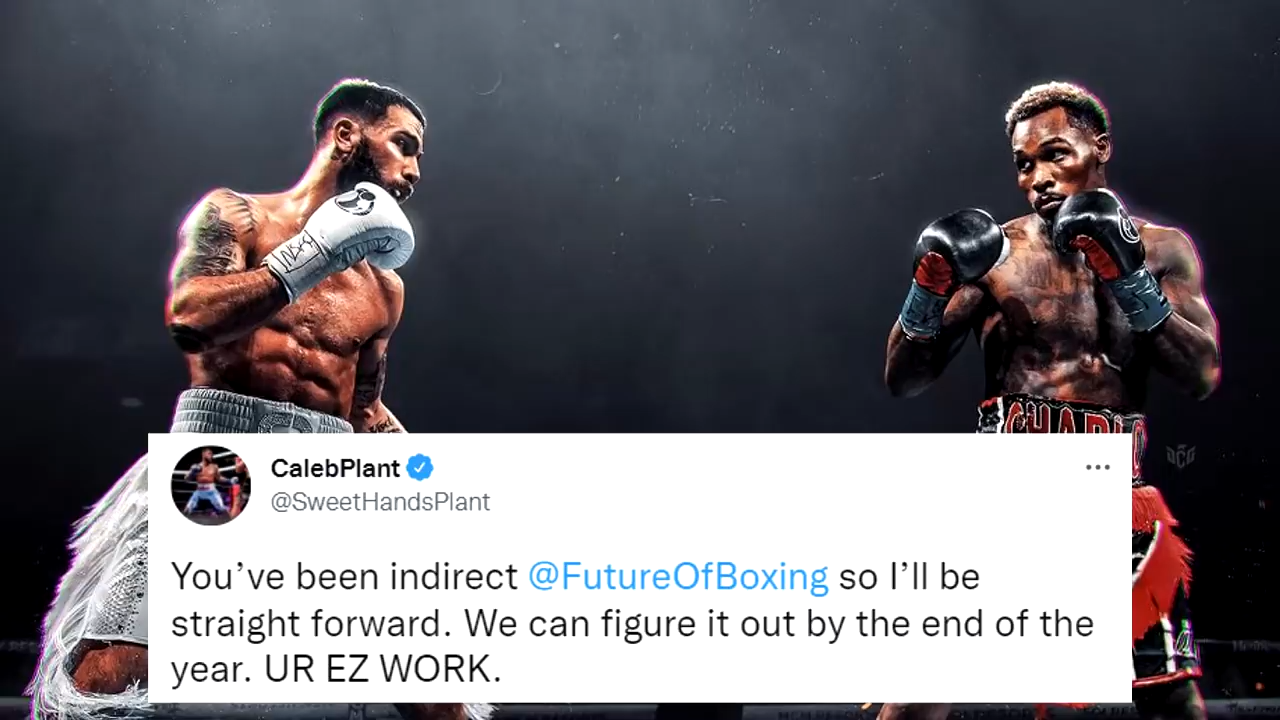 CHARLO
CalebPlant
@SweetHandsPlant
You’ve been indirect @FutureOfBoxing so I’ll be
straight forward. We can figure it out by the end of the
year. UR EZ WORK.